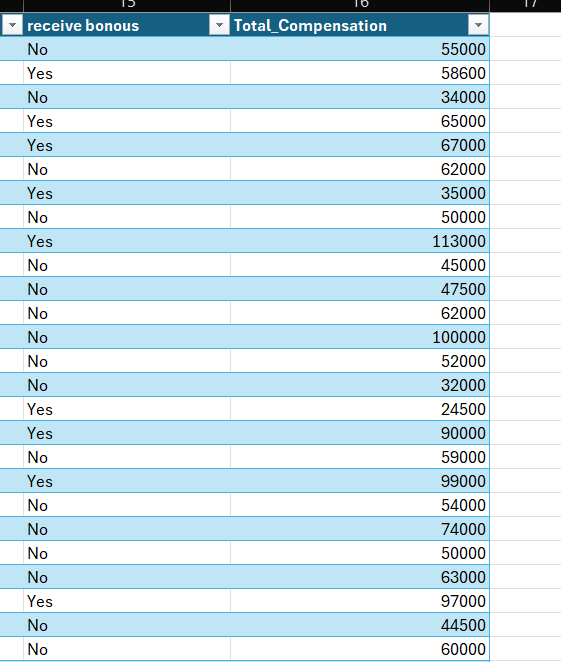 15 16 17
receive bonous Total_Compensation
No 55000
Yes 58600
No 34000
Yes 65000
Yes 67000
No 62000
Yes 35000
No 50000
Yes 113000
No 45000
No 47500
No 62000
No 100000
No 52000
No 32000
Yes 24500
Yes 90000
No 59000
Yes 99000
No 54000
No 74000
No 50000
No 63000
Yes 97000
No 44500
No 60000